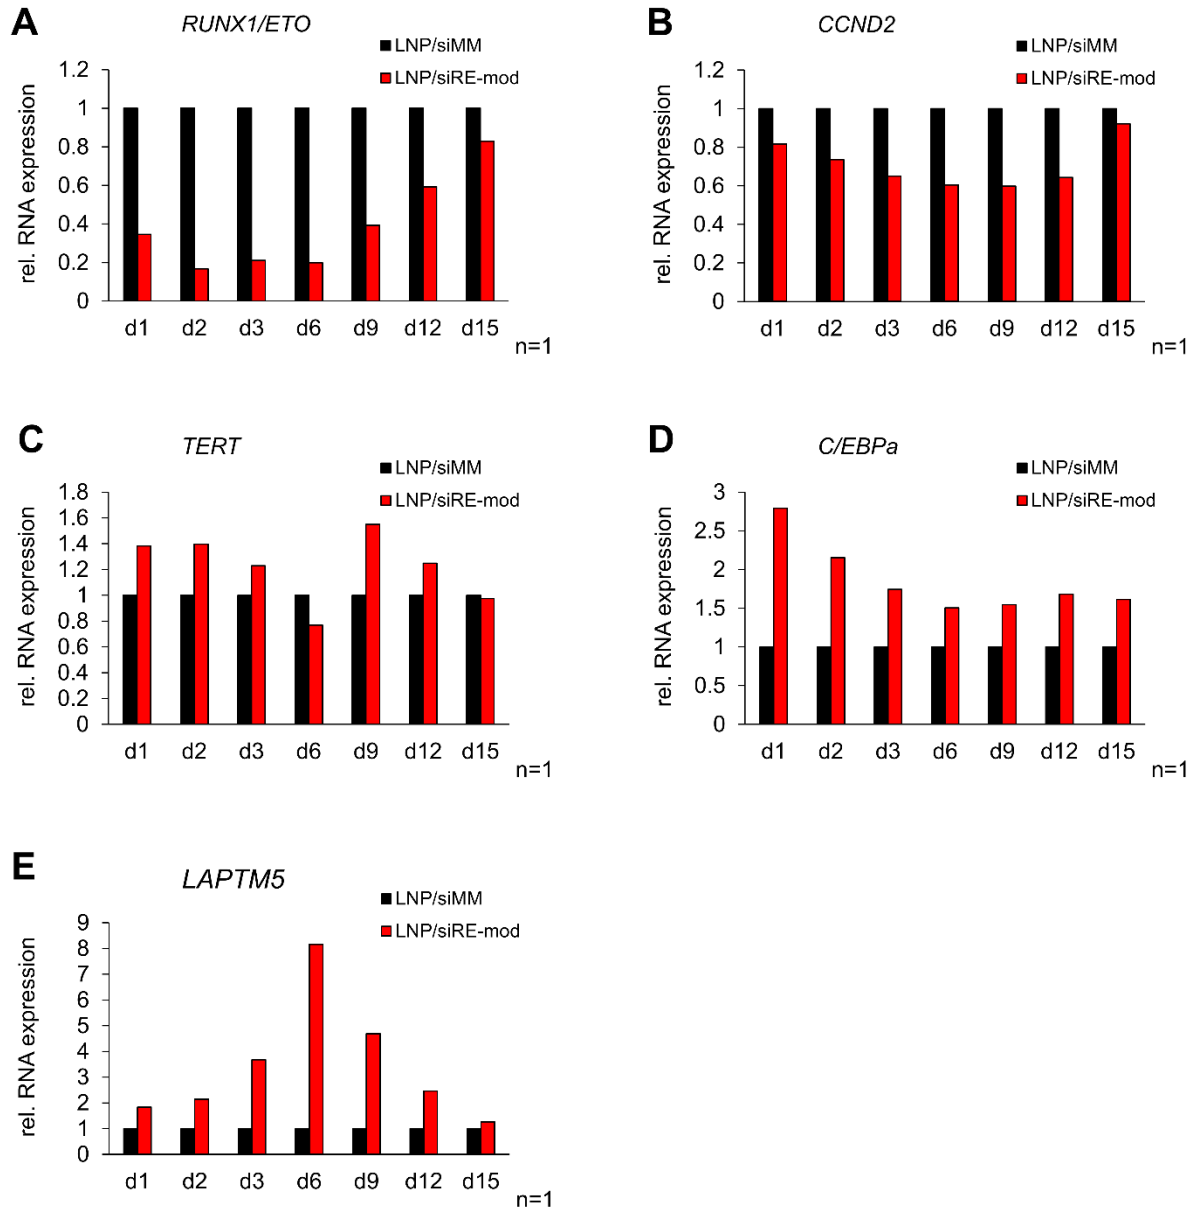 A
RUNX1/ETO
LNP/siMM
LNP/siRE-mod
rel. RNA expression
1.2
1
0.8
0.6
0.4
0.2
0
d1 d2 d3 d6 d9 d12 d15
n=1
B
CCND2
LNP/siMM
LNP/siRE-mod
rel. RNA expression
1.2
1
0.8
0.6
0.4
0.2
0
d1 d2 d3 d6 d9 d12 d15
n=1
C
TERT
LNP/siMM
LNP/siRE-mod
rel. RNA expression
1.8
1.6
1.4
1.2
1
0.8
0.6
0.4
0.2
0
d1 d2 d3 d6 d9 d12 d15
n=1
D
C/EBPa
LNP/siMM
LNP/siRE-mod
rel. RNA expression
3
2.5
2
1.5
1
0.5
0
d1 d2 d3 d6 d9 d12 d15
n=1
E
LAPTM5
LNP/siMM
LNP/siRE-mod
rel. RNA expression
9
8
7
6
5
4
3
2
1
0
d1 d2 d3 d6 d9 d12 d15
n=1